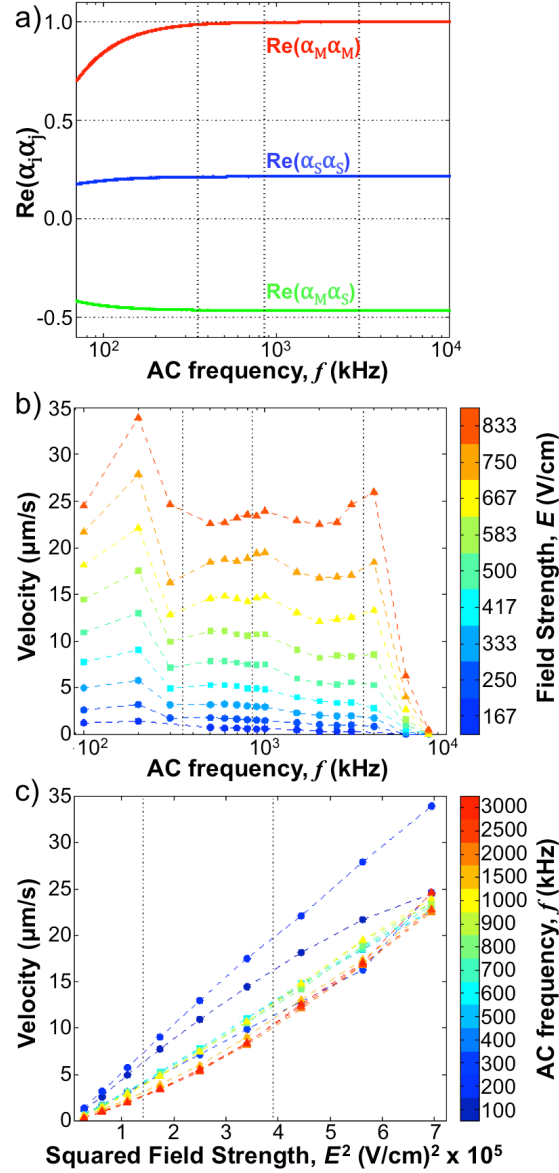 a)
1.0
0.5
0.0
-0.5
Re(αᵢαⱼ)
Re(α_Mα_M)
Re(α_Sα_S)
Re(α_Mα_S)
10² 10³ 10⁴
AC frequency, f (kHz)
b)
35
30
25
20
15
10
5
0
Velocity (µm/s)
10² 10³ 10⁴
AC frequency, f (kHz)
833
750
667
583
500
417
333
250
167
Field Strength, E (V/cm)
c)
35
30
25
20
15
10
5
0
Velocity (µm/s)
1 2 3 4 5 6 7
Squared Field Strength, E² (V/cm)² x 10⁵
3000
2500
2000
1500
1000
900
800
700
600
500
300
200
100
AC frequency, f (kHz)